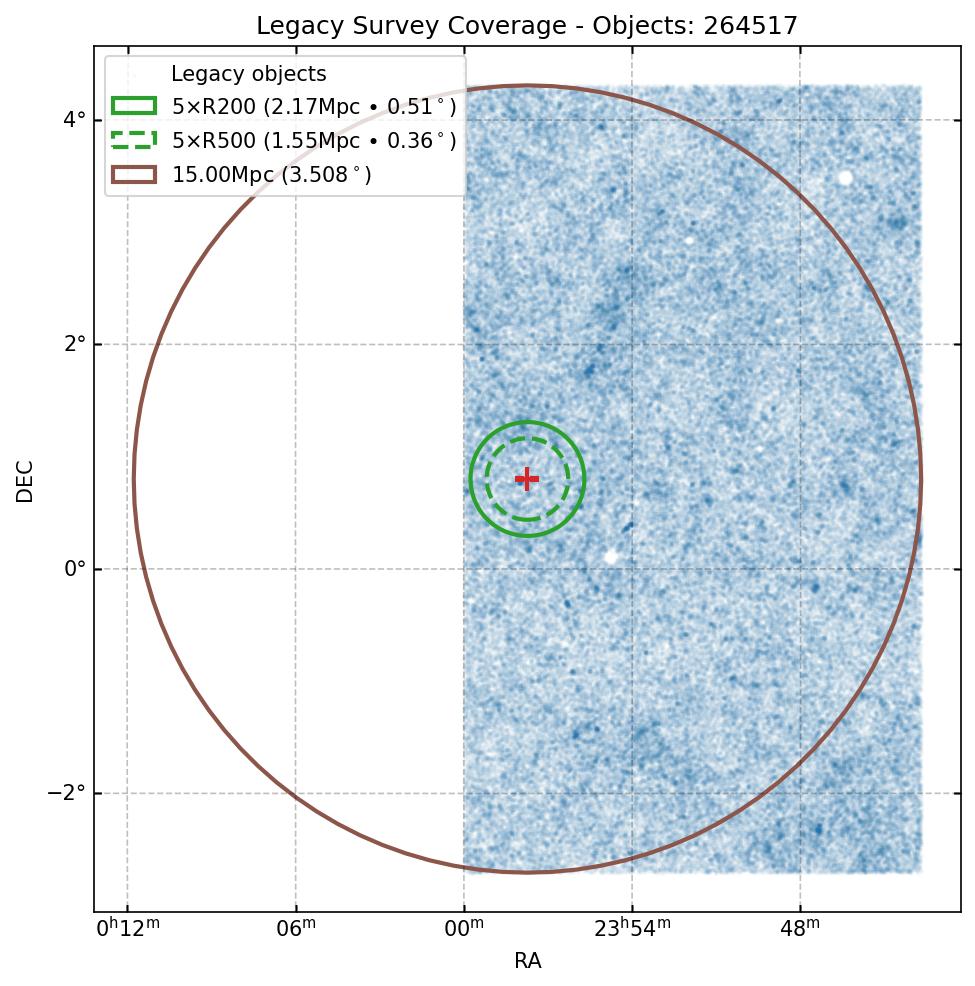 Legacy Survey Coverage - Objects: 264517
Legacy objects
5×R200 (2.17Mpc • 0.51°)
5×R500 (1.55Mpc • 0.36°)
15.00Mpc (3.508°)
4°
2°
0°
−2°
DEC
0ʰ12ᵐ 06ᵐ 00ᵐ 23ʰ54ᵐ 48ᵐ
RA